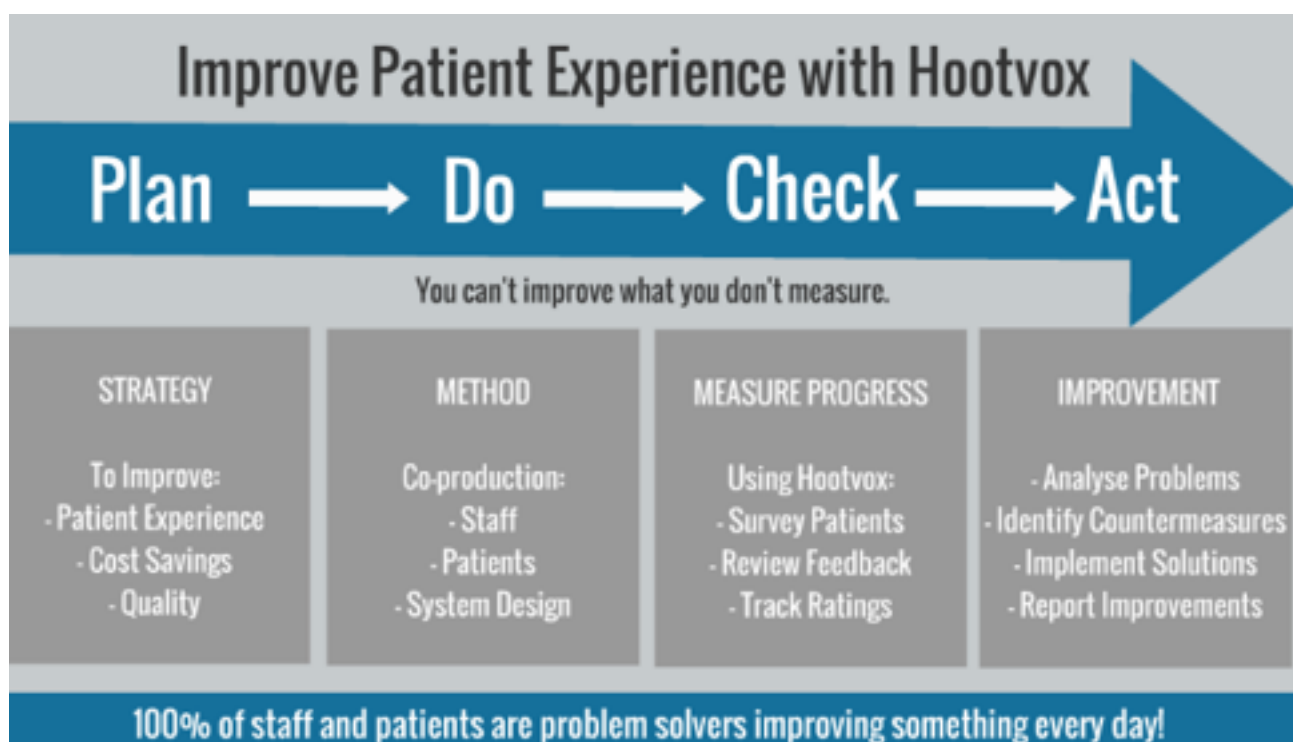 Improve Patient Experience with Hootvox
Plan Do Check Act
You can't improve what you don't measure.
STRATEGY
To Improve:
- Patient Experience
- Cost Savings
- Quality
METHOD
Co-production:
- Staff
- Patients
- System Design
MEASURE PROGRESS
Using Hootvox:
- Survey Patients
- Review Feedback
- Track Ratings
IMPROVEMENT
- Analyse Problems
- Identify Countermeasures
- Implement Solutions
- Report Improvements
100% of staff and patients are problem solvers improving something every day!